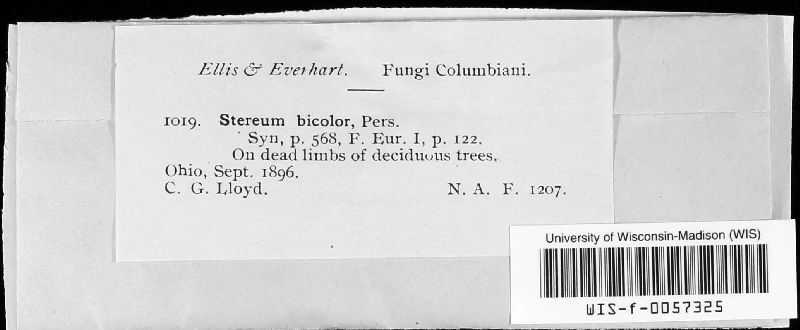 Ellis & Everhart. Fungi Columbiani.
1019. Stereum bicolor, Pers.
Syn, p. 568, F. Eur. I, p. 122.
On dead limbs of deciduous trees.
Ohio, Sept. 1896.
C. G. Lloyd. N. A. F. 1207.
University of Wisconsin-Madison (WIS)
WIS-f-0057325